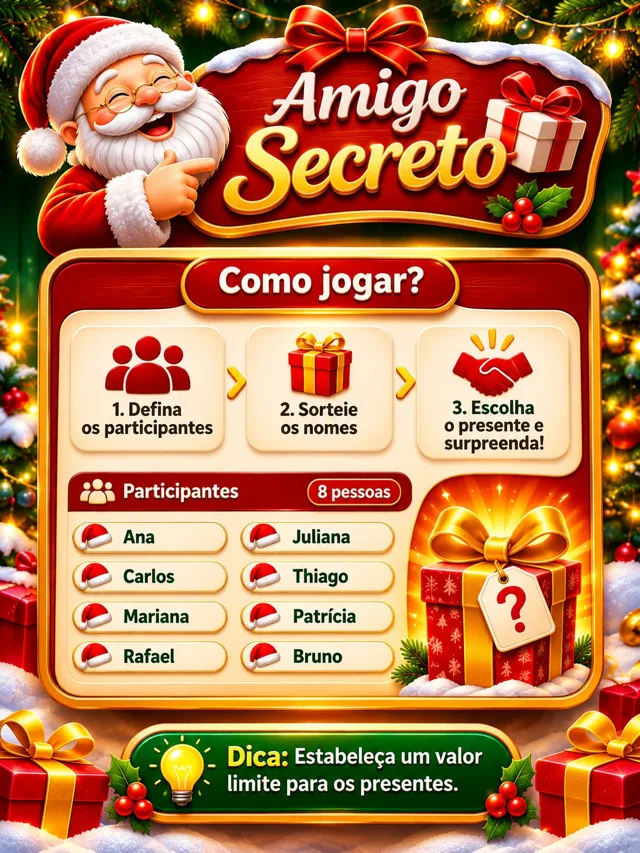 Amigo
Secreto
Como jogar?
1. Defina
os participantes
2. Sorteie
os nomes
3. Escolha
o presente e
surpreenda!
Participantes
8 pessoas
Ana
Carlos
Mariana
Rafael
Juliana
Thiago
Patrícia
Bruno
?
Dica: Estabeleça um valor
limite para os presentes.